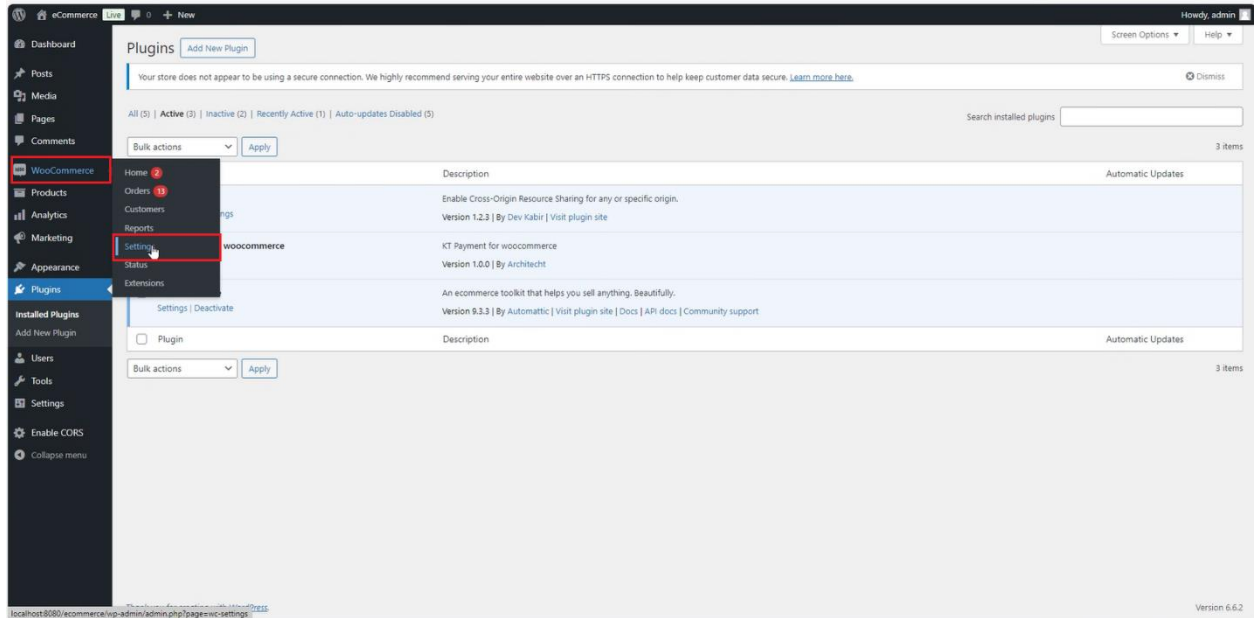 eCommerce Live 0 + New
Howdy, admin
Dashboard
Posts
Media
Pages
Comments
WooCommerce
Products
Analytics
Marketing
Appearance
Plugins
Installed Plugins
Add New Plugin
Users
Tools
Settings
Enable CORS
Collapse menu
Home 2
Orders 13
Customers
Reports
Setting
Status
Extensions
Screen Options ▼ Help ▼
Plugins Add New Plugin
Your store does not appear to be using a secure connection. We highly recommend serving your entire website over an HTTPS connection to help keep customer data secure. Learn more here. Dismiss
All (5) | Active (3) | Inactive (2) | Recently Active (1) | Auto-updates Disabled (5)
Search installed plugins
Bulk actions Apply 3 items
Description Automatic Updates
Enable Cross-Origin Resource Sharing for any or specific origin.
Version 1.2.3 | By Dev Kabir | Visit plugin site
woocommerce KT Payment for woocommerce
Version 1.0.0 | By Architecht
An ecommerce toolkit that helps you sell anything. Beautifully.
Settings | Deactivate Version 9.3.3 | By Automattic | Visit plugin site | Docs | API docs | Community support
Plugin Description Automatic Updates
Bulk actions Apply 3 items
localhost:8080/ecommerce/wp-admin/admin.php?page=wc-settings
Version 6.6.2